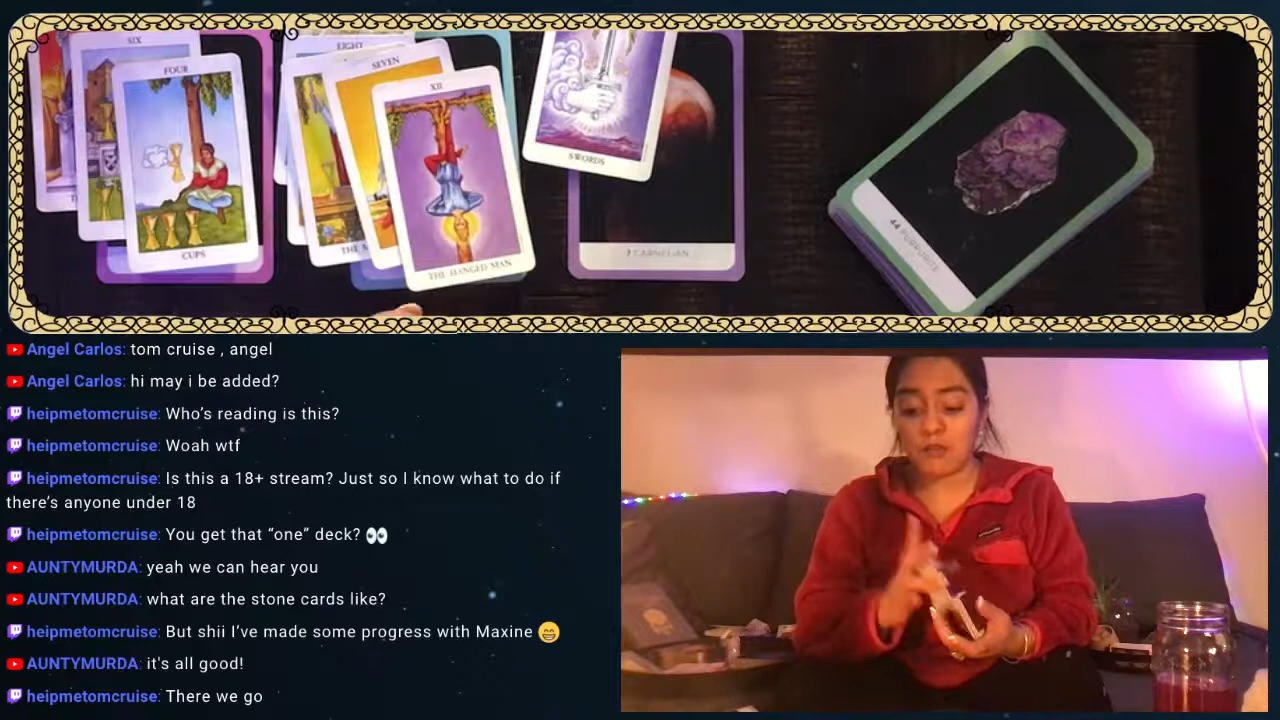 SIX
FOUR
CUPS
EIGHT
SEVEN
XII
THE HANGED MAN
SWORDS
7 CARNELIAN
44 PURPURITE
Angel Carlos: tom cruise , angel
Angel Carlos: hi may i be added?
heipmetomcruise: Who's reading is this?
heipmetomcruise: Woah wtf
heipmetomcruise: Is this a 18+ stream? Just so I know what to do if
there's anyone under 18
heipmetomcruise: You get that “one” deck? 👀
AUNTYMURDA: yeah we can hear you
AUNTYMURDA: what are the stone cards like?
heipmetomcruise: But shii I've made some progress with Maxine 😁
AUNTYMURDA: it's all good!
heipmetomcruise: There we go